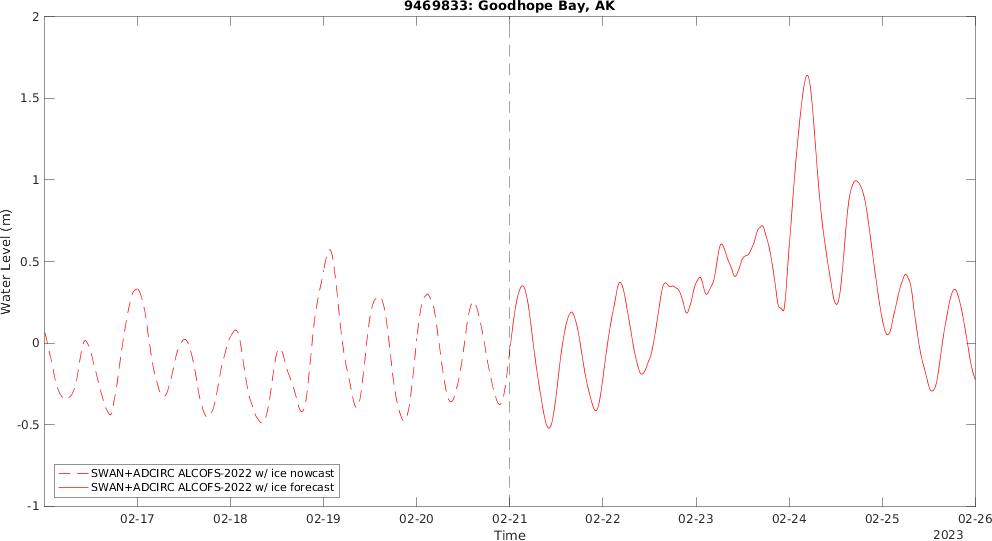 9469833: Goodhope Bay, AK
2
1.5
1
0.5
0
-0.5
-1
Water Level (m)
SWAN+ADCIRC ALCOFS-2022 w/ ice nowcast
SWAN+ADCIRC ALCOFS-2022 w/ ice forecast
02-17 02-18 02-19 02-20 02-21 02-22 02-23 02-24 02-25 02-26
Time
2023